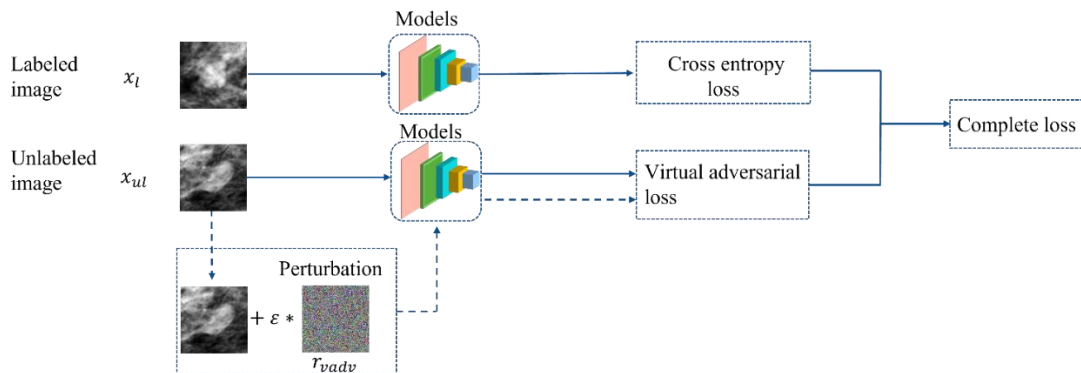 Models
Labeled
image
x_l
Cross entropy
loss
Complete loss
Models
Unlabeled
image
x_ul
Virtual adversarial
loss
Perturbation
+ ε *
r_vadv